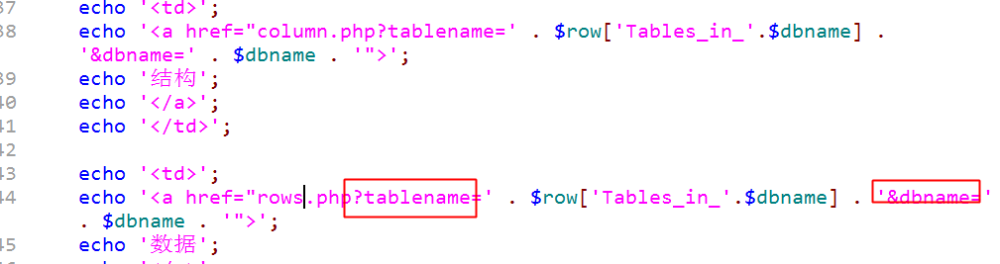 37 echo '<td>';
38 echo '<a href="column.php?tablename=' . $row['Tables_in_'.$dbname] .
'&dbname=' . $dbname . '">';
39 echo '结构';
40 echo '</a>';
41 echo '</td>';
42
43 echo '<td>';
44 echo '<a href="rows.php?tablename=' . $row['Tables_in_'.$dbname] . '&dbname='
. $dbname . '">';
45 echo '数据';